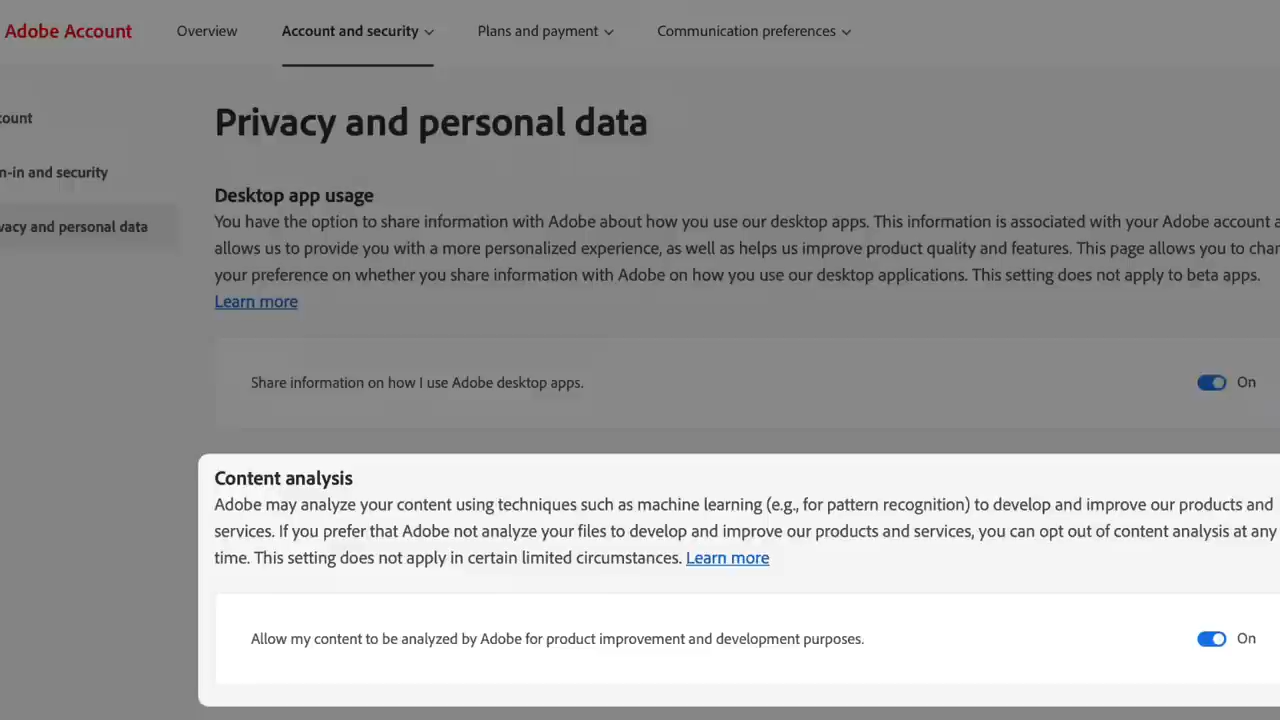 Adobe Account
Overview
Account and security
Plans and payment
Communication preferences
count
n-in and security
vacy and personal data
Privacy and personal data
Desktop app usage
You have the option to share information with Adobe about how you use our desktop apps. This information is associated with your Adobe account a
allows us to provide you with a more personalized experience, as well as helps us improve product quality and features. This page allows you to chan
your preference on whether you share information with Adobe on how you use our desktop applications. This setting does not apply to beta apps.
Learn more
Share information on how I use Adobe desktop apps.
On
Content analysis
Adobe may analyze your content using techniques such as machine learning (e.g., for pattern recognition) to develop and improve our products and
services. If you prefer that Adobe not analyze your files to develop and improve our products and services, you can opt out of content analysis at any
time. This setting does not apply in certain limited circumstances. Learn more
Allow my content to be analyzed by Adobe for product improvement and development purposes.
On